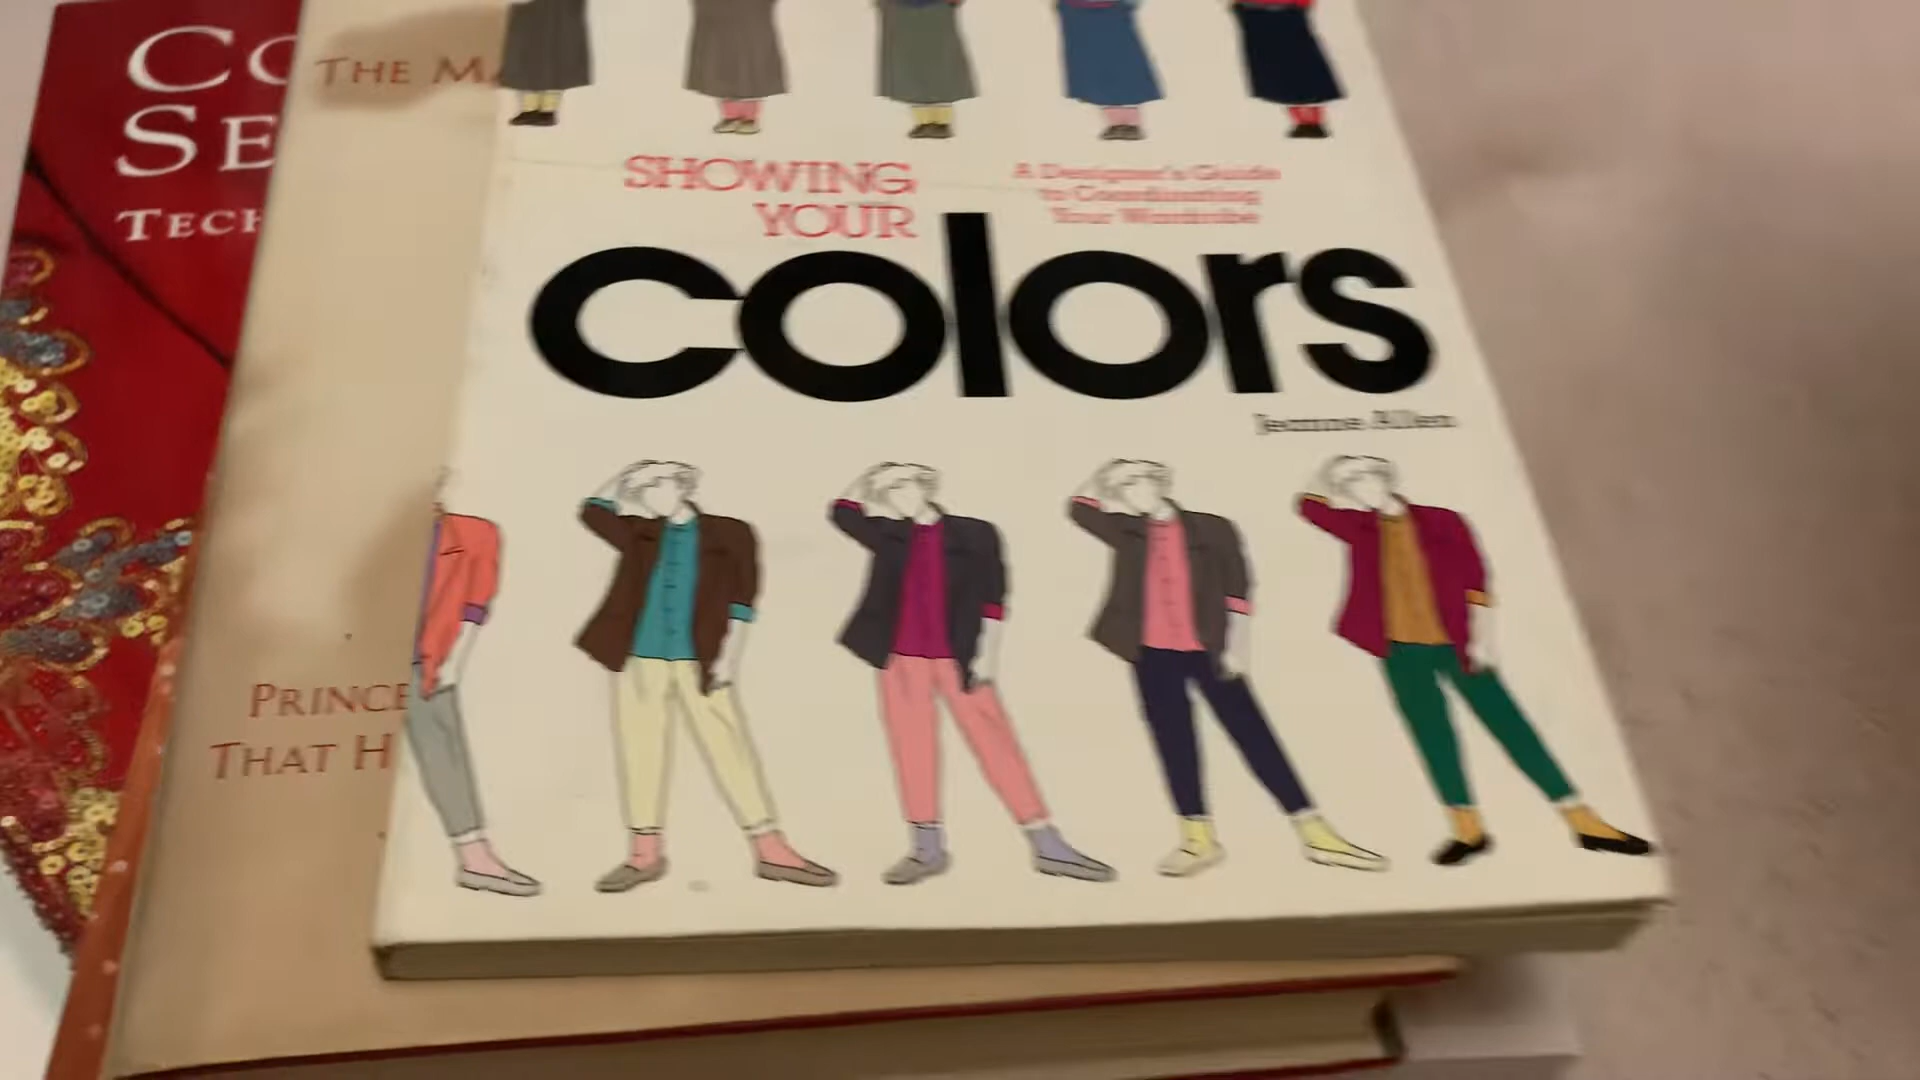 CO
SE
TECH
THE MA
PRINCE
THAT H
SHOWING
YOUR
colors
A Designer's Guide
to Coordinating
Your Wardrobe
Jeanne Allen